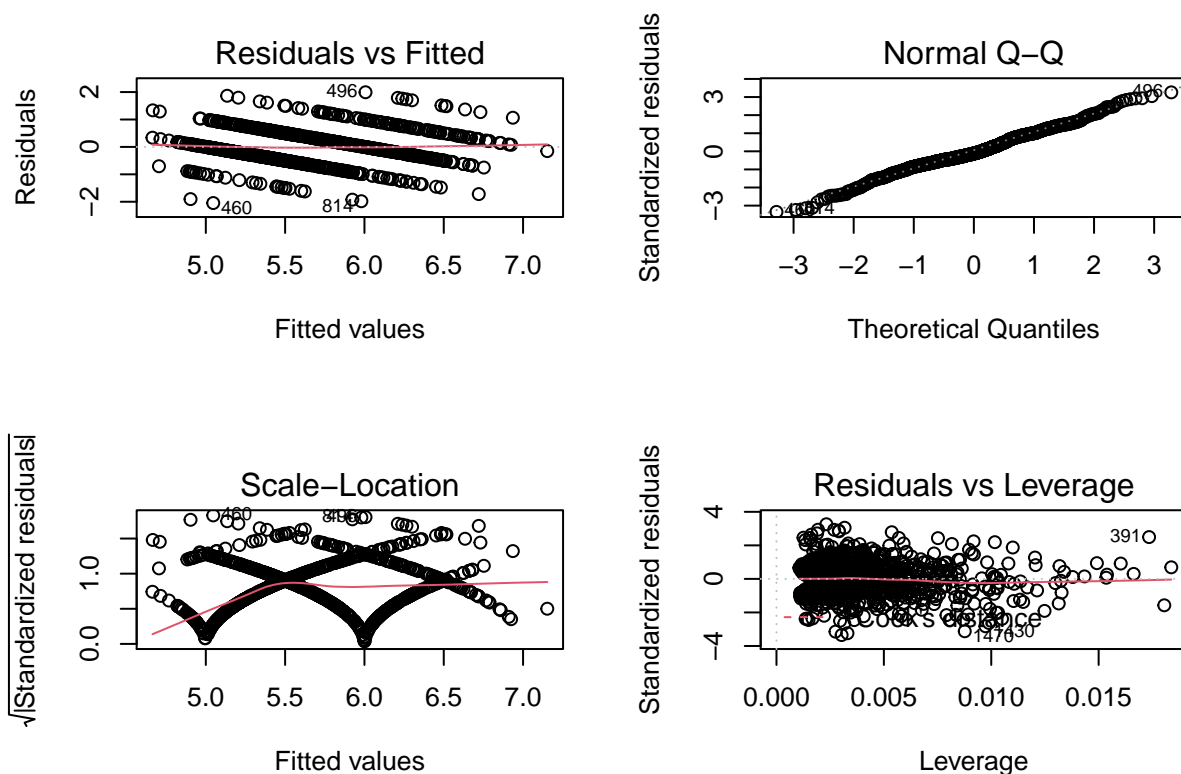 Residuals vs Fitted
Residuals
2
0
−2
496
460
814
5.0 5.5 6.0 6.5 7.0
Fitted values
Normal Q−Q
Standardized residuals
3
0
−3
496
−3 −2 −1 0 1 2 3
Theoretical Quantiles
Scale−Location
√|Standardized residuals|
1.0
0.0
460
5.0 5.5 6.0 6.5 7.0
Fitted values
Residuals vs Leverage
Standardized residuals
4
0
−4
391
Cook's distance
1470
0.000 0.005 0.010 0.015
Leverage